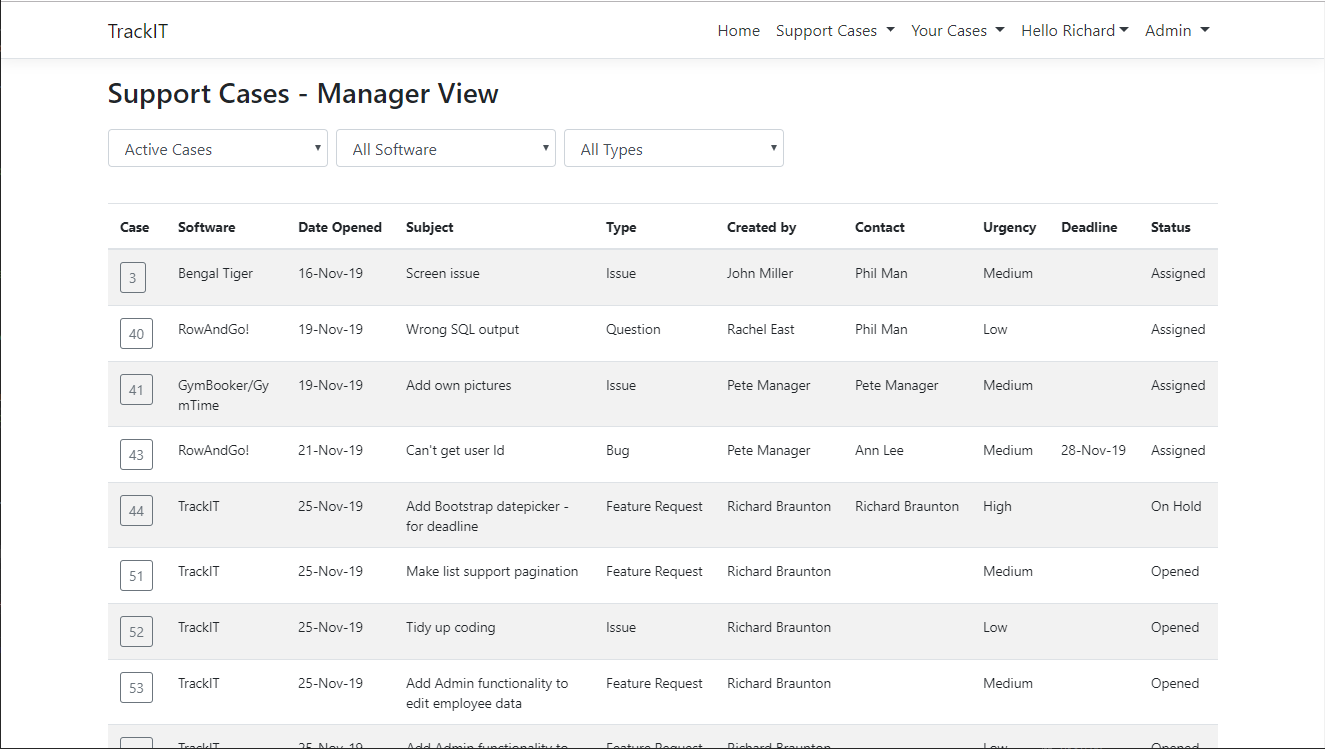 TrackIT Home Support Cases Your Cases Hello Richard Admin
Support Cases - Manager View
Active Cases All Software All Types
Case Software Date Opened Subject Type Created by Contact Urgency Deadline Status
3 Bengal Tiger 16-Nov-19 Screen issue Issue John Miller Phil Man Medium Assigned
40 RowAndGo! 19-Nov-19 Wrong SQL output Question Rachel East Phil Man Low Assigned
41 GymBooker/Gy 19-Nov-19 Add own pictures Issue Pete Manager Pete Manager Medium Assigned
mTime
43 RowAndGo! 21-Nov-19 Can't get user Id Bug Pete Manager Ann Lee Medium 28-Nov-19 Assigned
44 TrackIT 25-Nov-19 Add Bootstrap datepicker - Feature Request Richard Braunton Richard Braunton High On Hold
for deadline
51 TrackIT 25-Nov-19 Make list support pagination Feature Request Richard Braunton Medium Opened
52 TrackIT 25-Nov-19 Tidy up coding Issue Richard Braunton Low Opened
53 TrackIT 25-Nov-19 Add Admin functionality to Feature Request Richard Braunton Medium Opened
edit employee data
TrackIT 25-Nov-19 Add Admin functionality to Feature Request Richard Braunton Low Opened